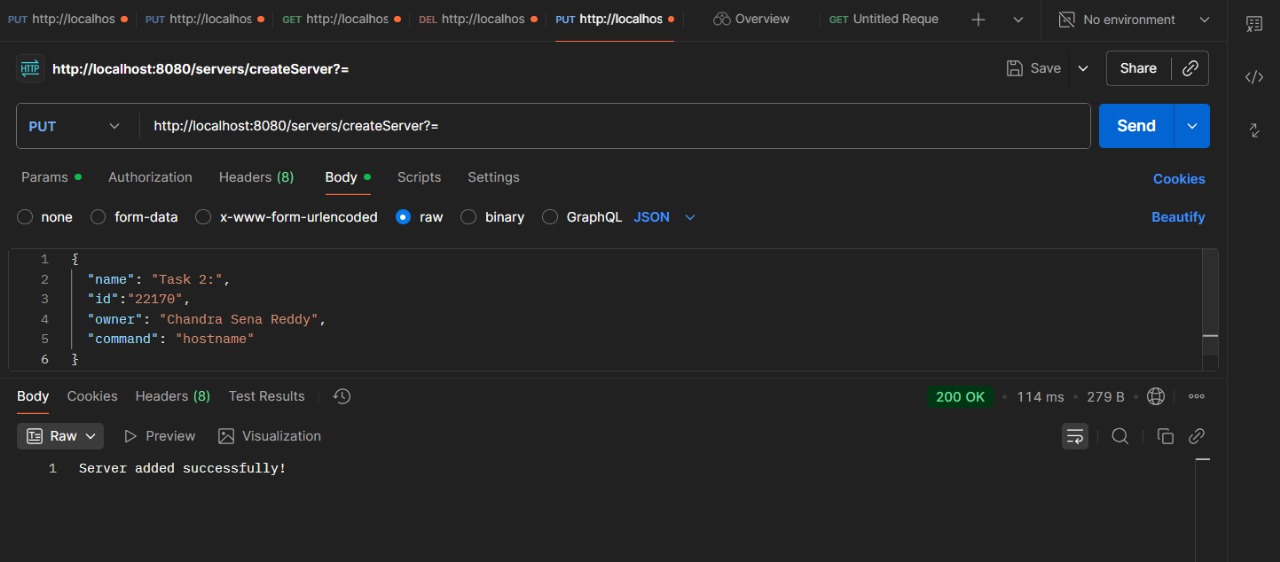 PUT http://localhos PUT http://localhos GET http://localhos DEL http://localhos PUT http://localhos Overview GET Untitled Reque No environment
HTTP http://localhost:8080/servers/createServer?= Save Share
PUT http://localhost:8080/servers/createServer?= Send
Params Authorization Headers (8) Body Scripts Settings Cookies
none form-data x-www-form-urlencoded raw binary GraphQL JSON Beautify
1 {
2 "name": "Task 2:",
3 "id":"22170",
4 "owner": "Chandra Sena Reddy",
5 "command": "hostname"
6 }
Body Cookies Headers (8) Test Results 200 OK • 114 ms • 279 B •
Raw Preview Visualization
1 Server added successfully!